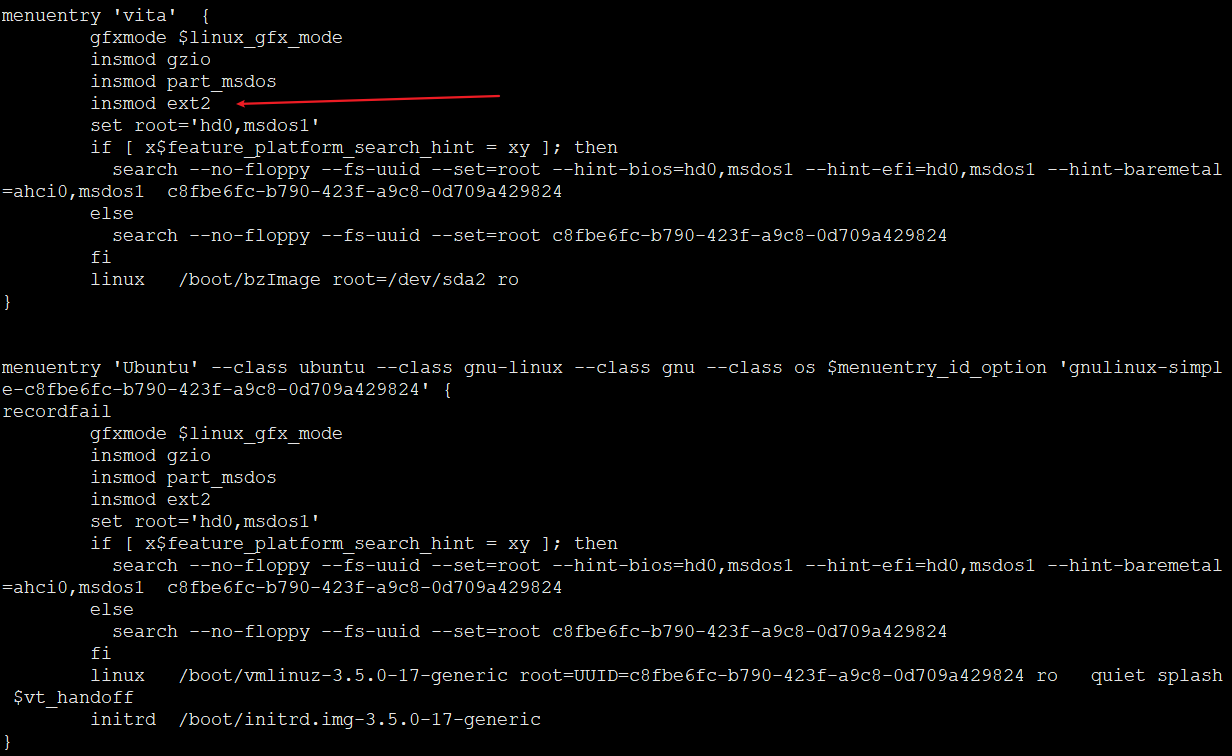 menuentry 'vita'  {
        gfxmode $linux_gfx_mode
        insmod gzio
        insmod part_msdos
        insmod ext2
        set root='hd0,msdos1'
        if [ x$feature_platform_search_hint = xy ]; then
          search --no-floppy --fs-uuid --set=root --hint-bios=hd0,msdos1 --hint-efi=hd0,msdos1 --hint-baremetal
=ahci0,msdos1  c8fbe6fc-b790-423f-a9c8-0d709a429824
        else
          search --no-floppy --fs-uuid --set=root c8fbe6fc-b790-423f-a9c8-0d709a429824
        fi
        linux   /boot/bzImage root=/dev/sda2 ro
}
menuentry 'Ubuntu' --class ubuntu --class gnu-linux --class gnu --class os $menuentry_id_option 'gnulinux-simpl
e-c8fbe6fc-b790-423f-a9c8-0d709a429824' {
recordfail
        gfxmode $linux_gfx_mode
        insmod gzio
        insmod part_msdos
        insmod ext2
        set root='hd0,msdos1'
        if [ x$feature_platform_search_hint = xy ]; then
          search --no-floppy --fs-uuid --set=root --hint-bios=hd0,msdos1 --hint-efi=hd0,msdos1 --hint-baremetal
=ahci0,msdos1  c8fbe6fc-b790-423f-a9c8-0d709a429824
        else
          search --no-floppy --fs-uuid --set=root c8fbe6fc-b790-423f-a9c8-0d709a429824
        fi
        linux   /boot/vmlinuz-3.5.0-17-generic root=UUID=c8fbe6fc-b790-423f-a9c8-0d709a429824 ro   quiet splash
 $vt_handoff
        initrd  /boot/initrd.img-3.5.0-17-generic
}